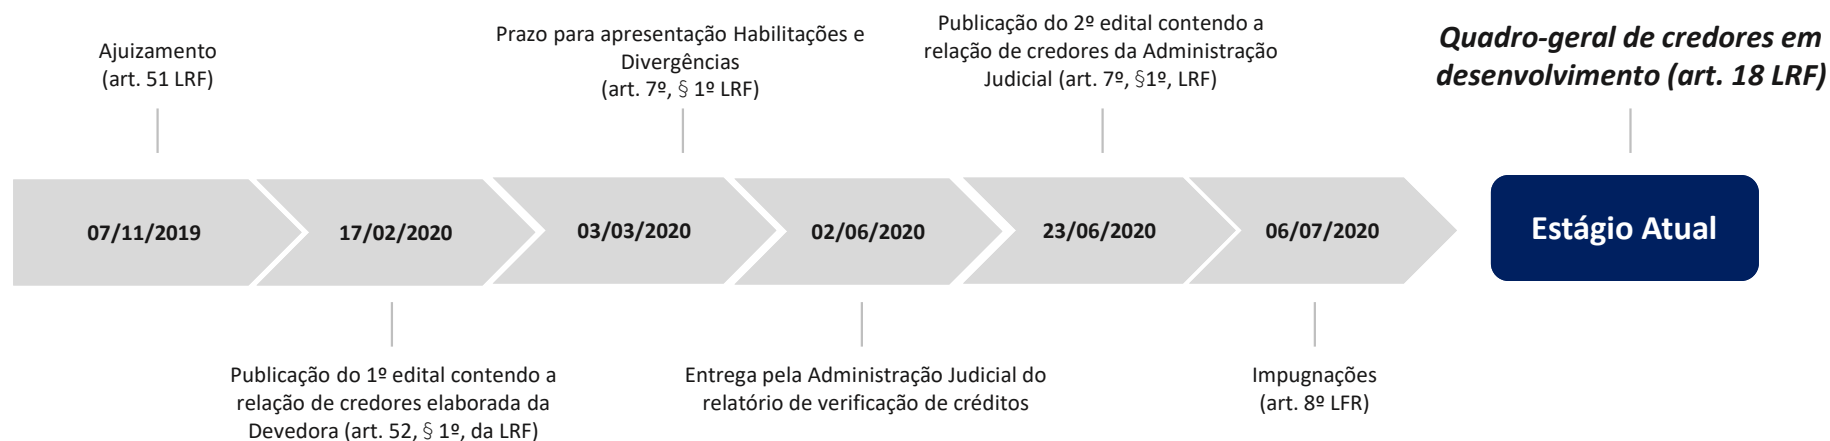 Ajuizamento
(art. 51 LRF)
Prazo para apresentação Habilitações e
Divergências
(art. 7º, § 1º LRF)
Publicação do 2º edital contendo a
relação de credores da Administração
Judicial (art. 7º, §1º, LRF)
Quadro-geral de credores em
desenvolvimento (art. 18 LRF)
07/11/2019
17/02/2020
03/03/2020
02/06/2020
23/06/2020
06/07/2020
Estágio Atual
Publicação do 1º edital contendo a
relação de credores elaborada da
Devedora (art. 52, § 1º, da LRF)
Entrega pela Administração Judicial do
relatório de verificação de créditos
Impugnações
(art. 8º LFR)